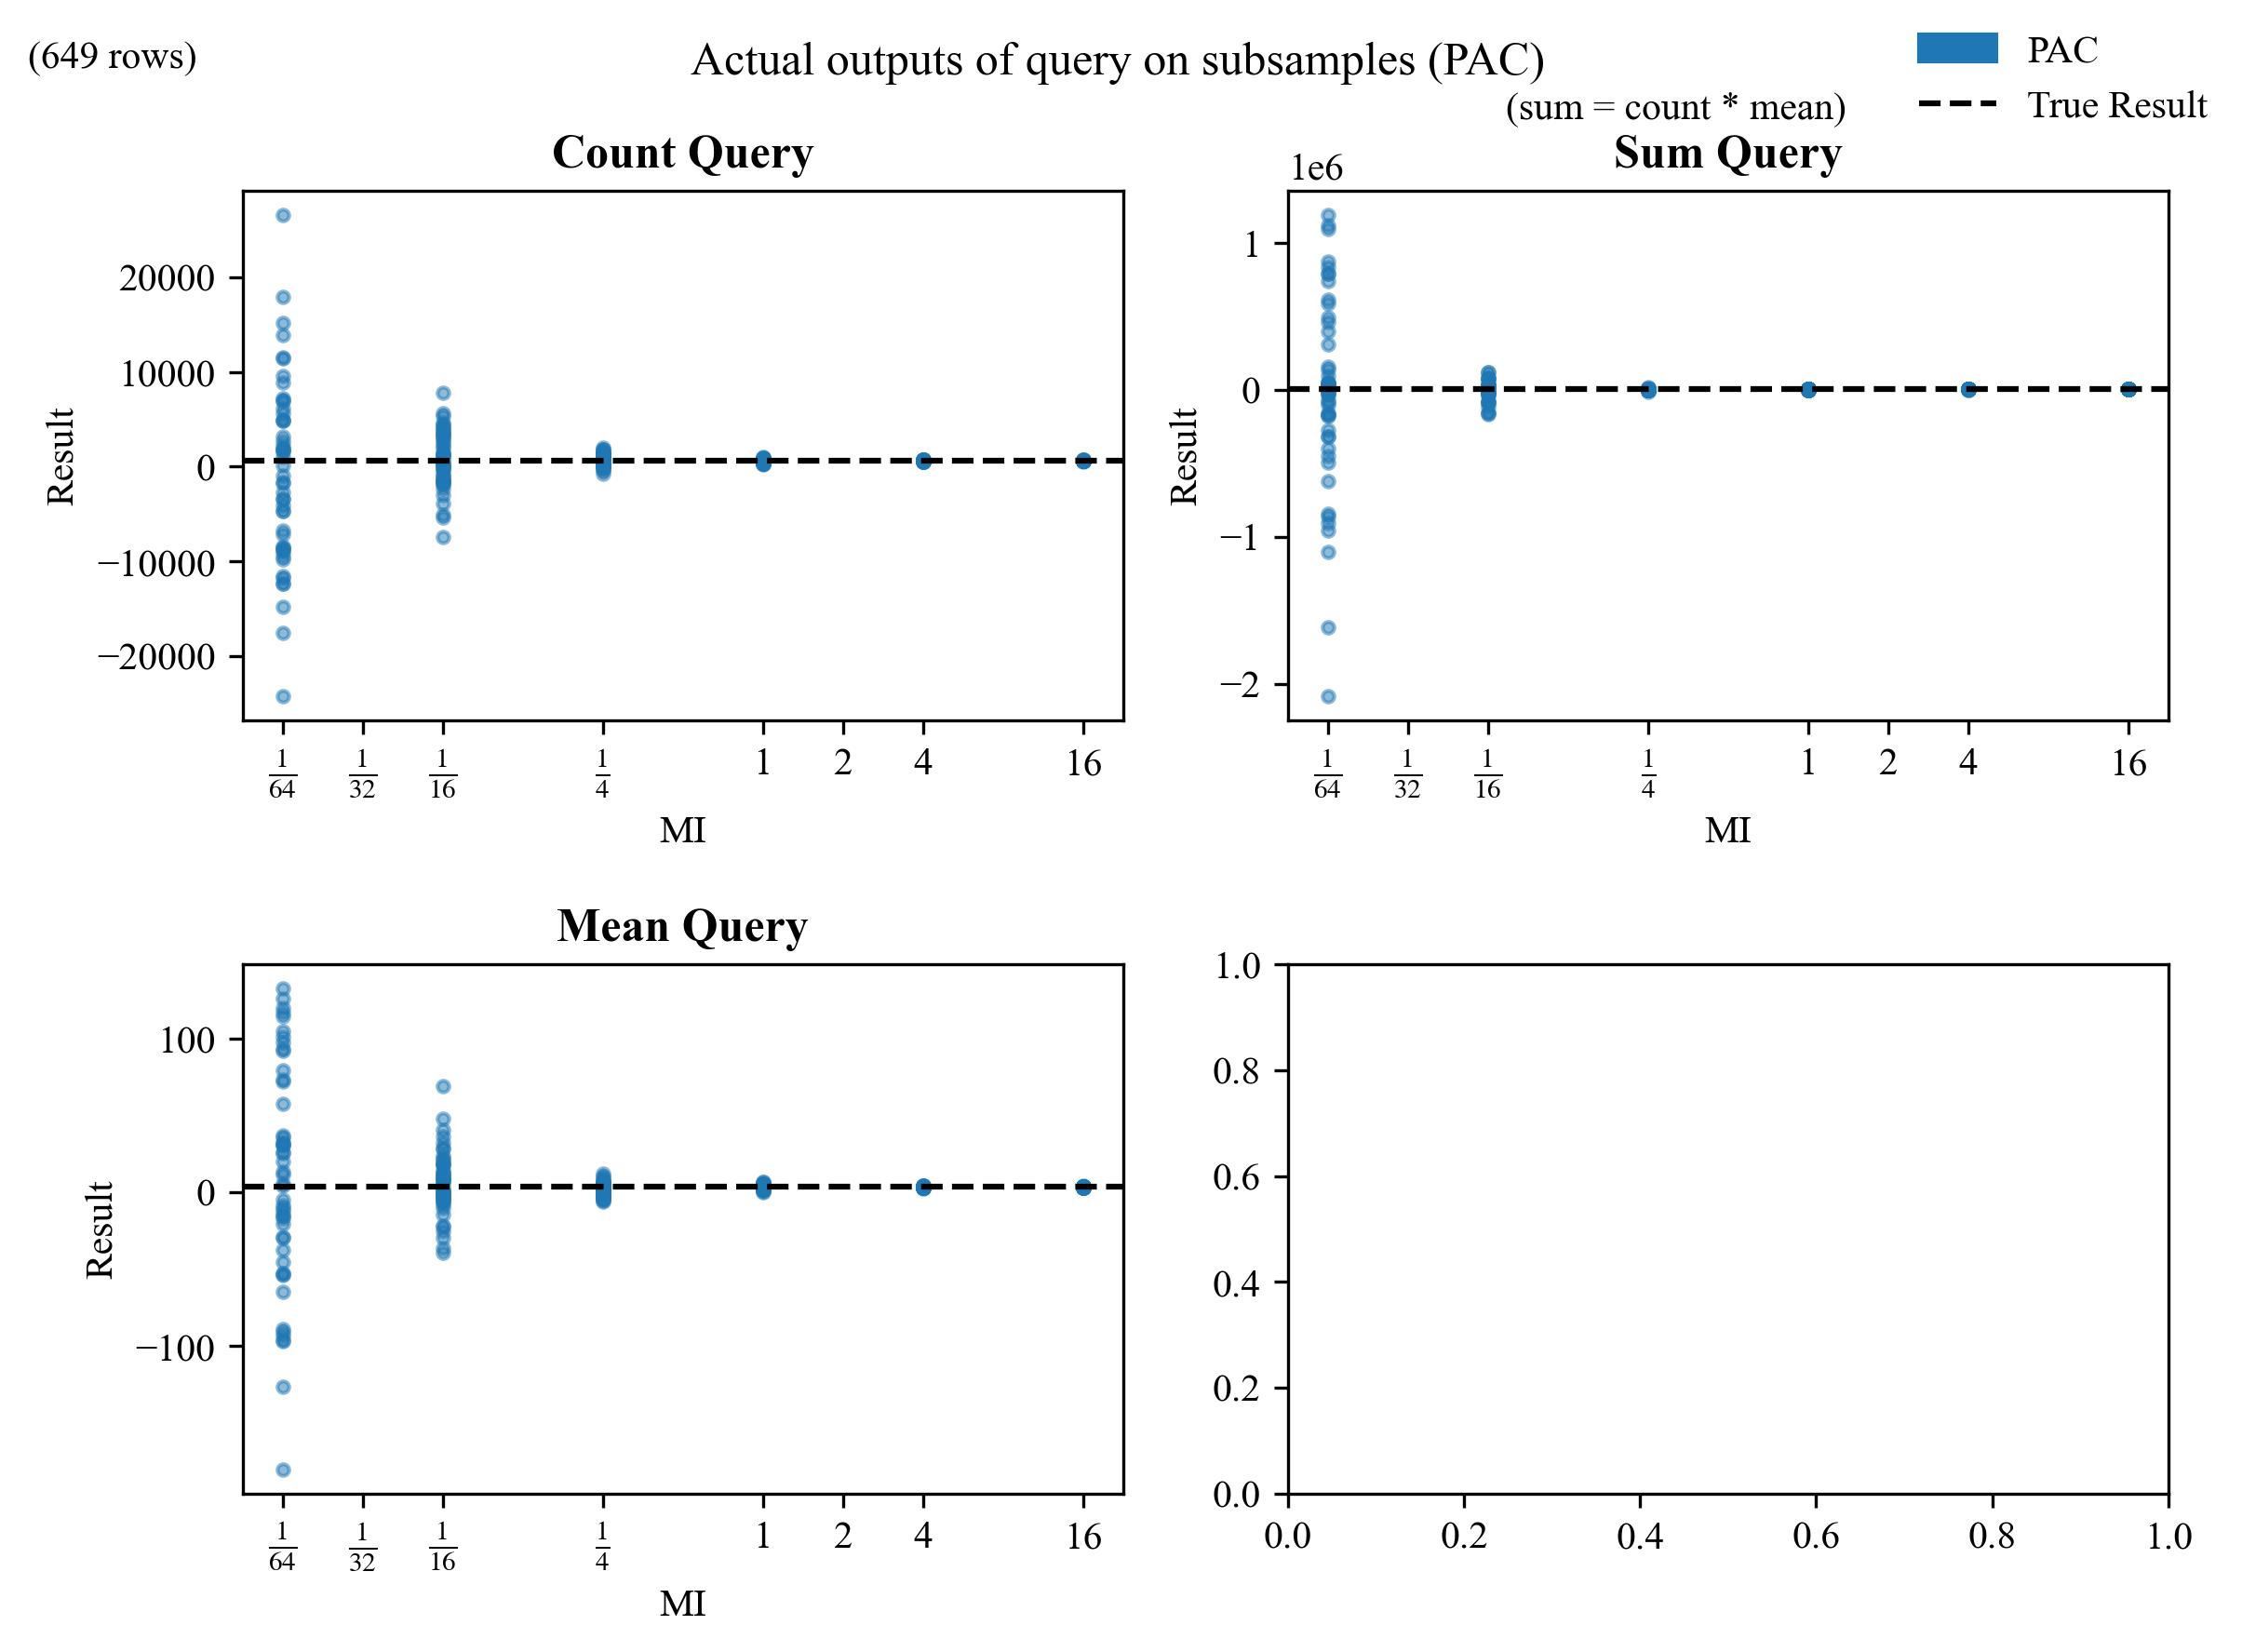 (649 rows)
Actual outputs of query on subsamples (PAC)
PAC
True Result
(sum = count * mean)
Count Query
Result
20000
10000
0
−10000
−20000
1/64 1/32 1/16 1/4 1 2 4 16
MI
Sum Query
1e6
Result
1
0
−1
−2
1/64 1/32 1/16 1/4 1 2 4 16
MI
Mean Query
Result
100
0
−100
1/64 1/32 1/16 1/4 1 2 4 16
MI
1.0
0.8
0.6
0.4
0.2
0.0
0.0 0.2 0.4 0.6 0.8 1.0